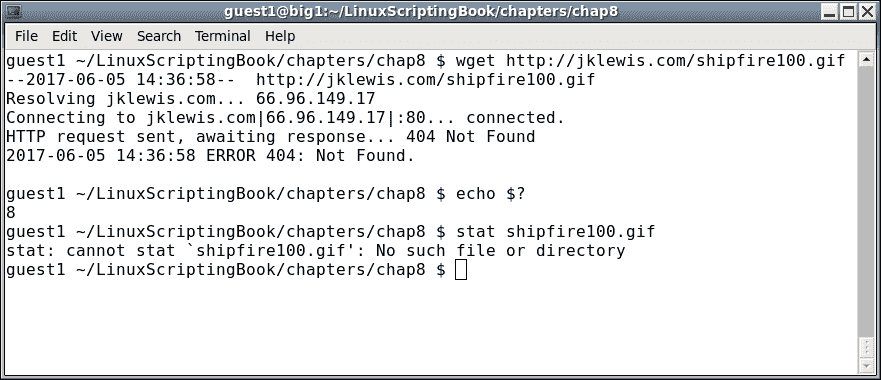 guest1@big1:~/LinuxScriptingBook/chapters/chap8
File Edit View Search Terminal Help
guest1 ~/LinuxScriptingBook/chapters/chap8 $ wget http://jklewis.com/shipfire100.gif
--2017-06-05 14:36:58--  http://jklewis.com/shipfire100.gif
Resolving jklewis.com... 66.96.149.17
Connecting to jklewis.com|66.96.149.17|:80... connected.
HTTP request sent, awaiting response... 404 Not Found
2017-06-05 14:36:58 ERROR 404: Not Found.
guest1 ~/LinuxScriptingBook/chapters/chap8 $ echo $?
8
guest1 ~/LinuxScriptingBook/chapters/chap8 $ stat shipfire100.gif
stat: cannot stat `shipfire100.gif': No such file or directory
guest1 ~/LinuxScriptingBook/chapters/chap8 $